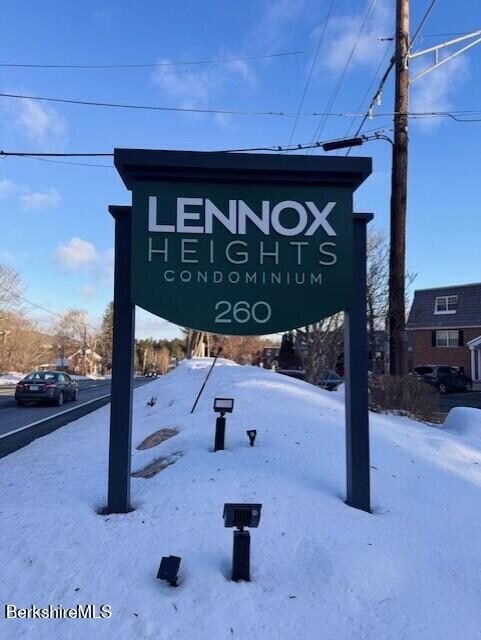 LENNOX
HEIGHTS
CONDOMINIUM
260
BerkshireMLS